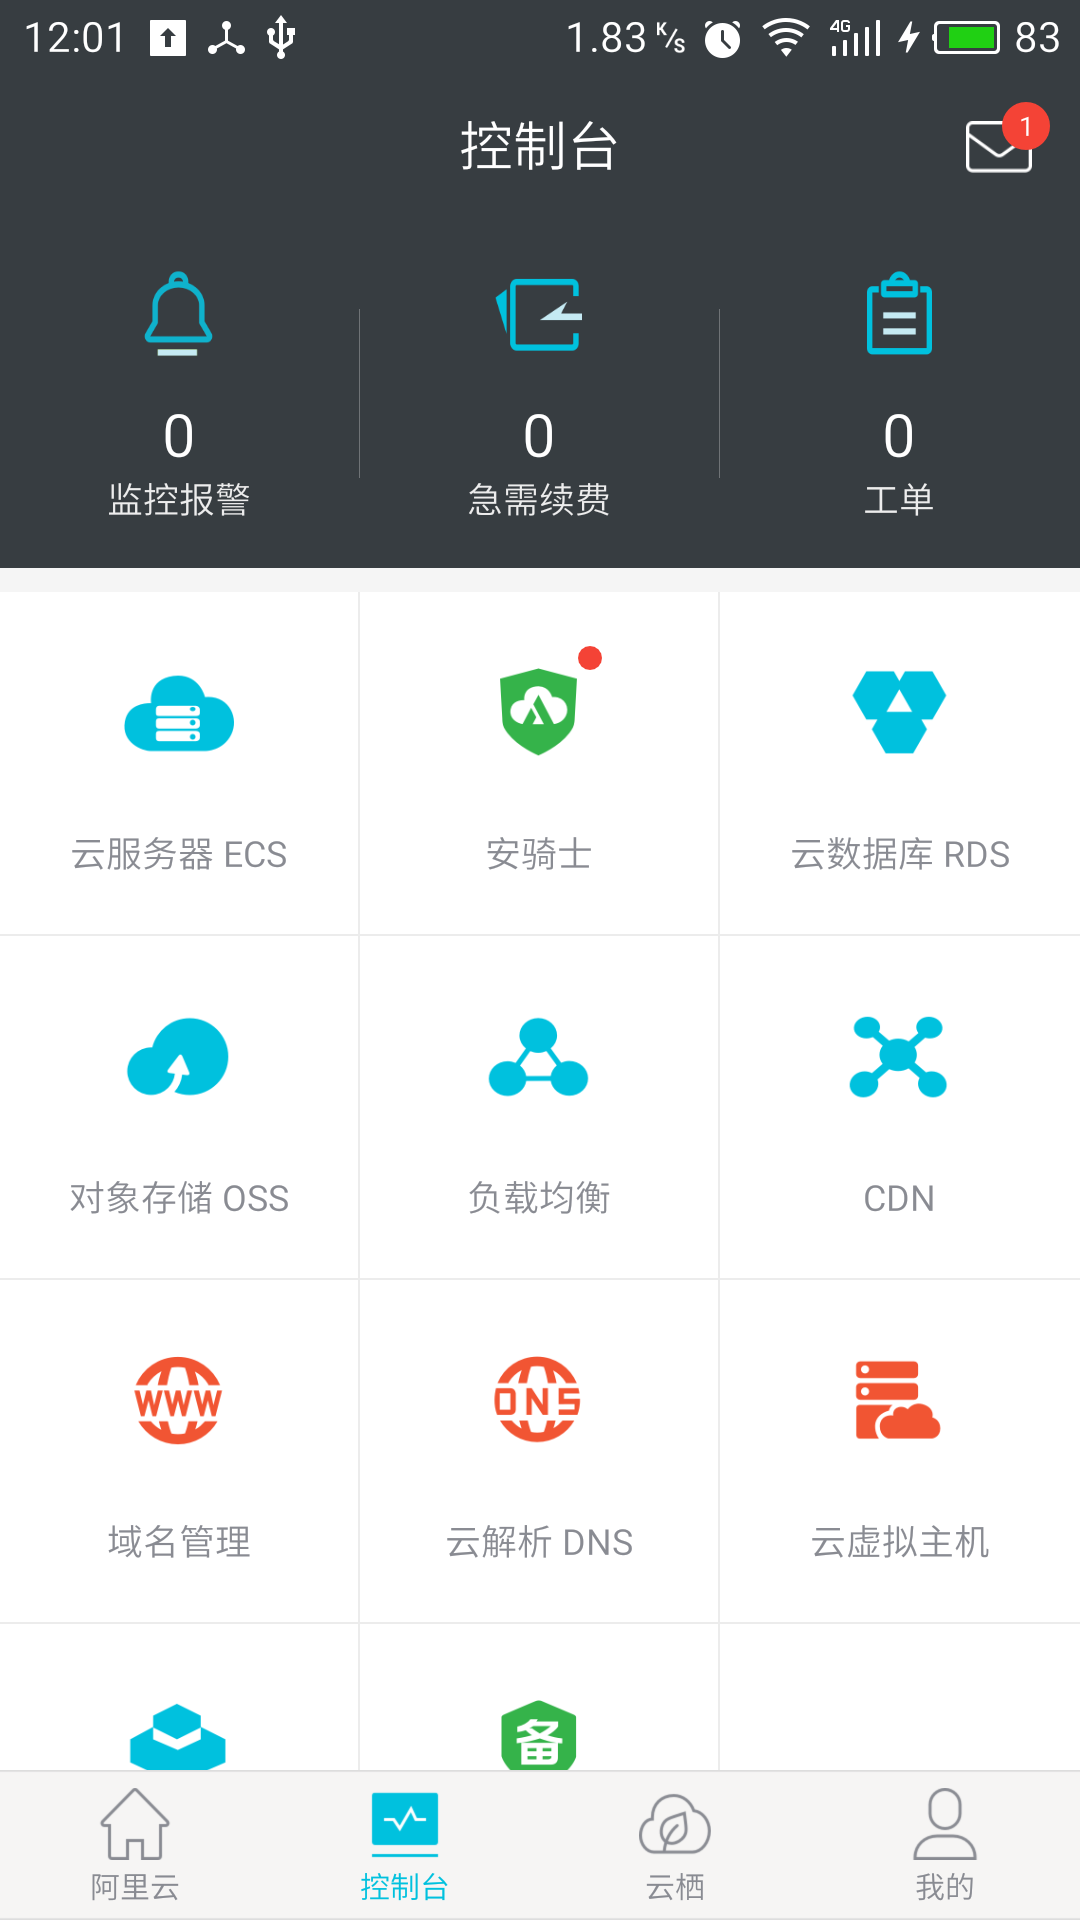 12:01 1.83 K/s 4G 83
控制台 1
0 0 0
监控报警 急需续费 工单
云服务器 ECS 安骑士 云数据库 RDS
对象存储 OSS 负载均衡 CDN
WWW DNS
域名管理 云解析 DNS 云虚拟主机
备
阿里云 控制台 云栖 我的